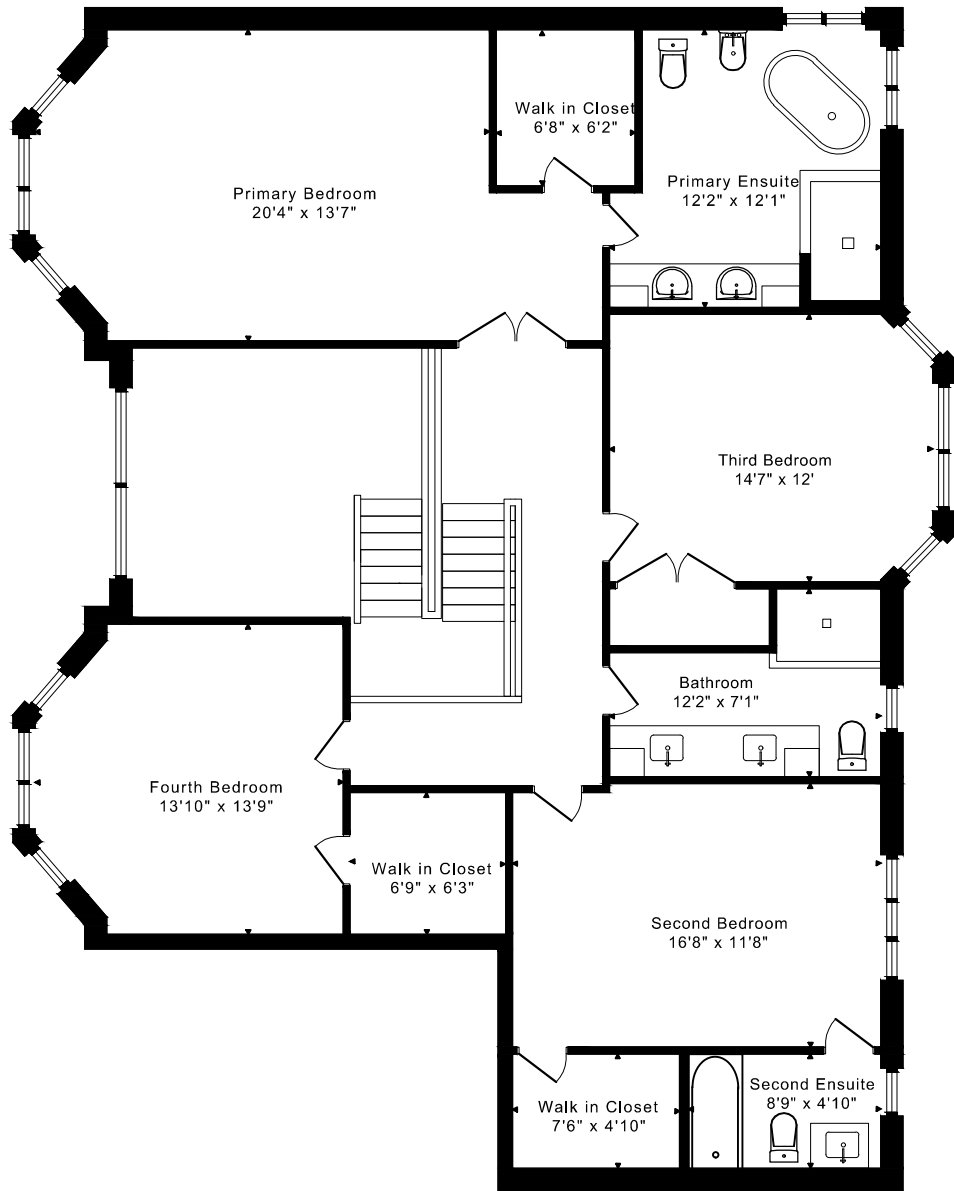 Walk in Closet
6'8" x 6'2"
Primary Bedroom
20'4" x 13'7"
Primary Ensuite
12'2" x 12'1"
Third Bedroom
14'7" x 12'
Bathroom
12'2" x 7'1"
Fourth Bedroom
13'10" x 13'9"
Walk in Closet
6'9" x 6'3"
Second Bedroom
16'8" x 11'8"
Second Ensuite
8'9" x 4'10"
Walk in Closet
7'6" x 4'10"